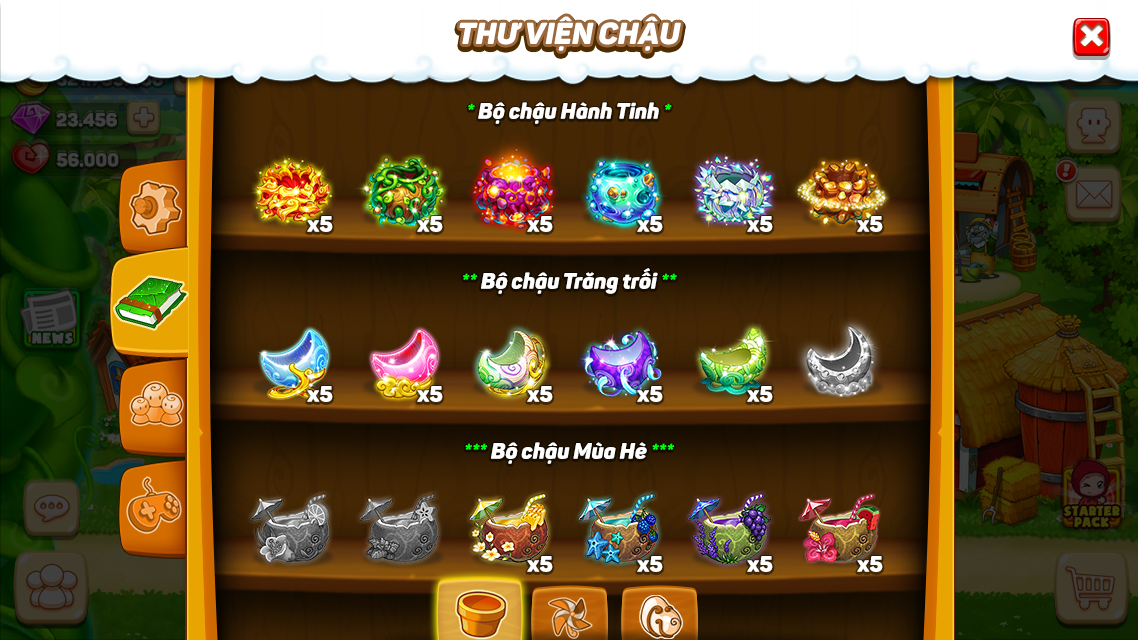 THƯ VIỆN CHẬU
23.456
56.000
* Bộ chậu Hành Tinh *
x5 x5 x5 x5 x5 x5
** Bộ chậu Trăng trối **
x5 x5 x5 x5 x5
NEWS
*** Bộ chậu Mùa Hè ***
x5 x5 x5 x5
STARTER
PACK